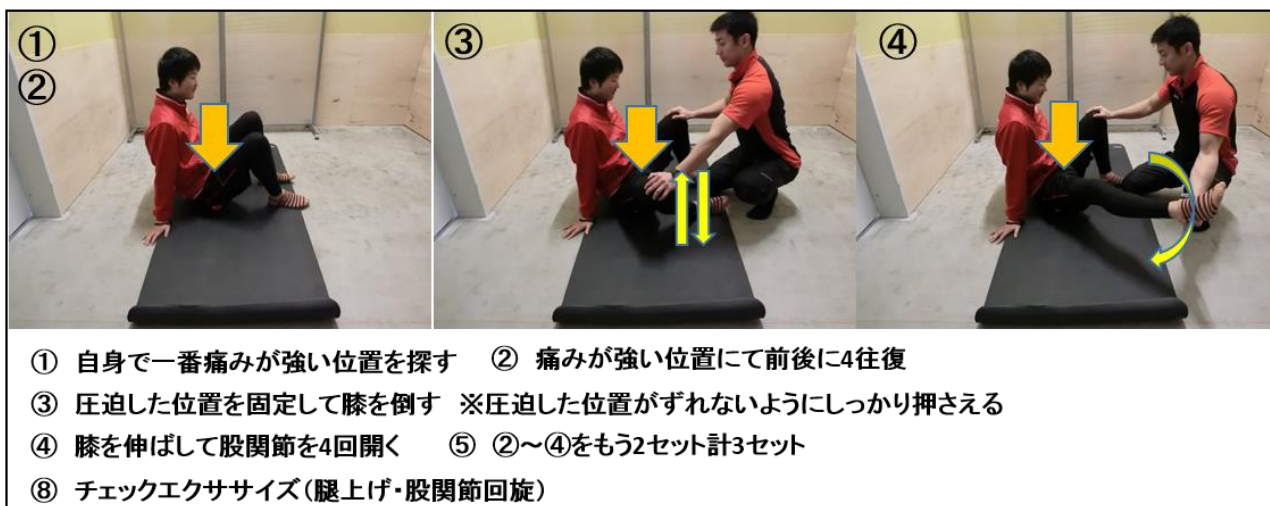 ①
②
③
④
① 自身で一番痛みが強い位置を探す ② 痛みが強い位置にて前後に4往復
③ 圧迫した位置を固定して膝を倒す ※圧迫した位置がずれないようにしっかり押さえる
④ 膝を伸ばして股関節を4回開く ⑤ ②～④をもう2セット計3セット
⑧ チェックエクササイズ(腿上げ・股関節回旋)